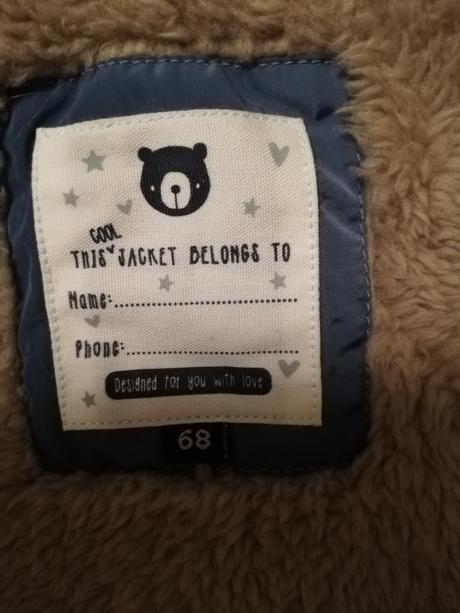 COOL
THIS ˅ JACKET BELONGS TO
Name:................................
Phone:..............................
Designed for you with love
68